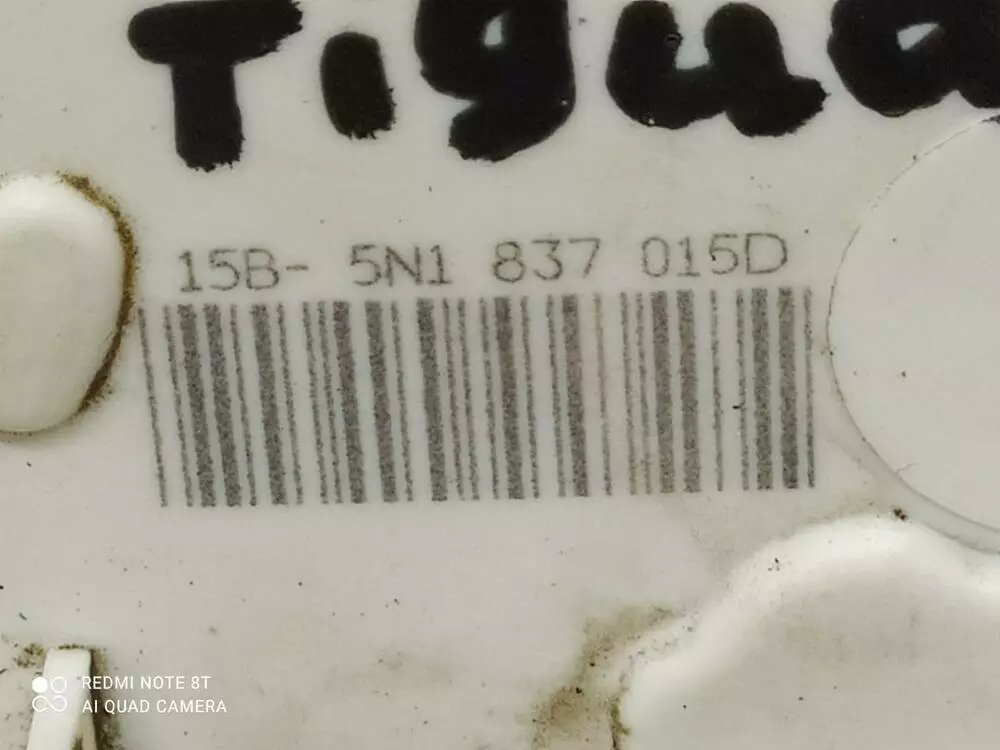 Tigua
15B- 5N1 837 015D
REDMI NOTE 8T
AI QUAD CAMERA